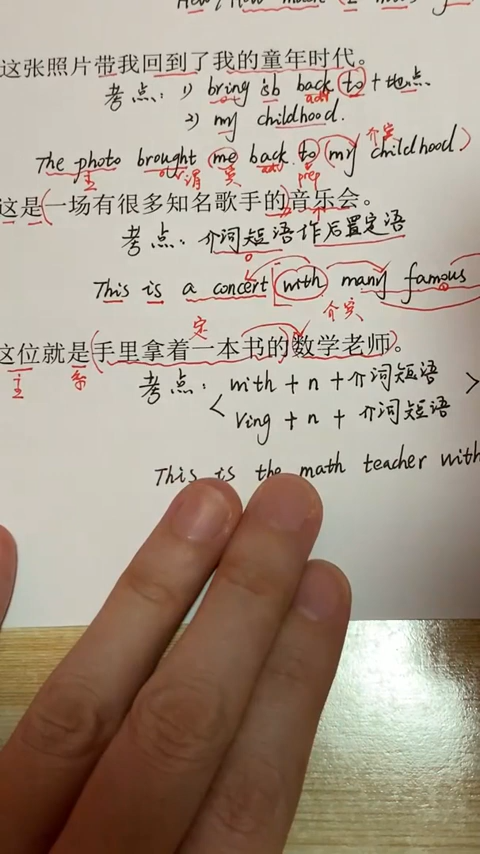 这张照片带我回到了我的童年时代。
考点：1) bring sb back to + 地点
adv
2) my childhood.
介宾
The photo brought me back to my childhood.
主 谓 宾 adv prep
这是(一场有很多知名歌手的)音乐会。
考点：介词短语作后置定语
This is a concert with many famous
介宾
定
这位就是(手里拿着一本书的数学老师)。
主 系
考点：with + n + 介词短语
Ving + n + 介词短语
This is the math teacher with